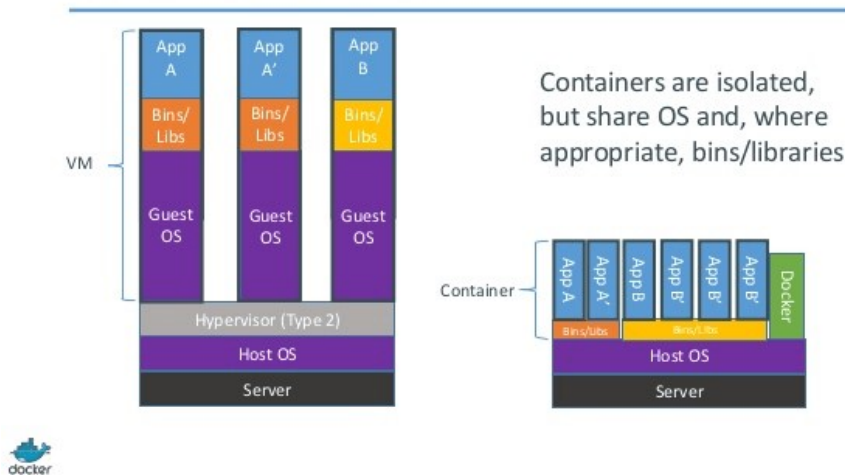 App
A
App
A’
App
B
Bins/
Libs
Bins/
Libs
Bins/
Libs
VM
Guest
OS
Guest
OS
Guest
OS
Hypervisor (Type 2)
Host OS
Server
Containers are isolated,
but share OS and, where
appropriate, bins/libraries
Container
App A
App A’
App B
App B’
App B’
App B’
Docker
Bins/Libs
Bins/Libs
Host OS
Server
docker